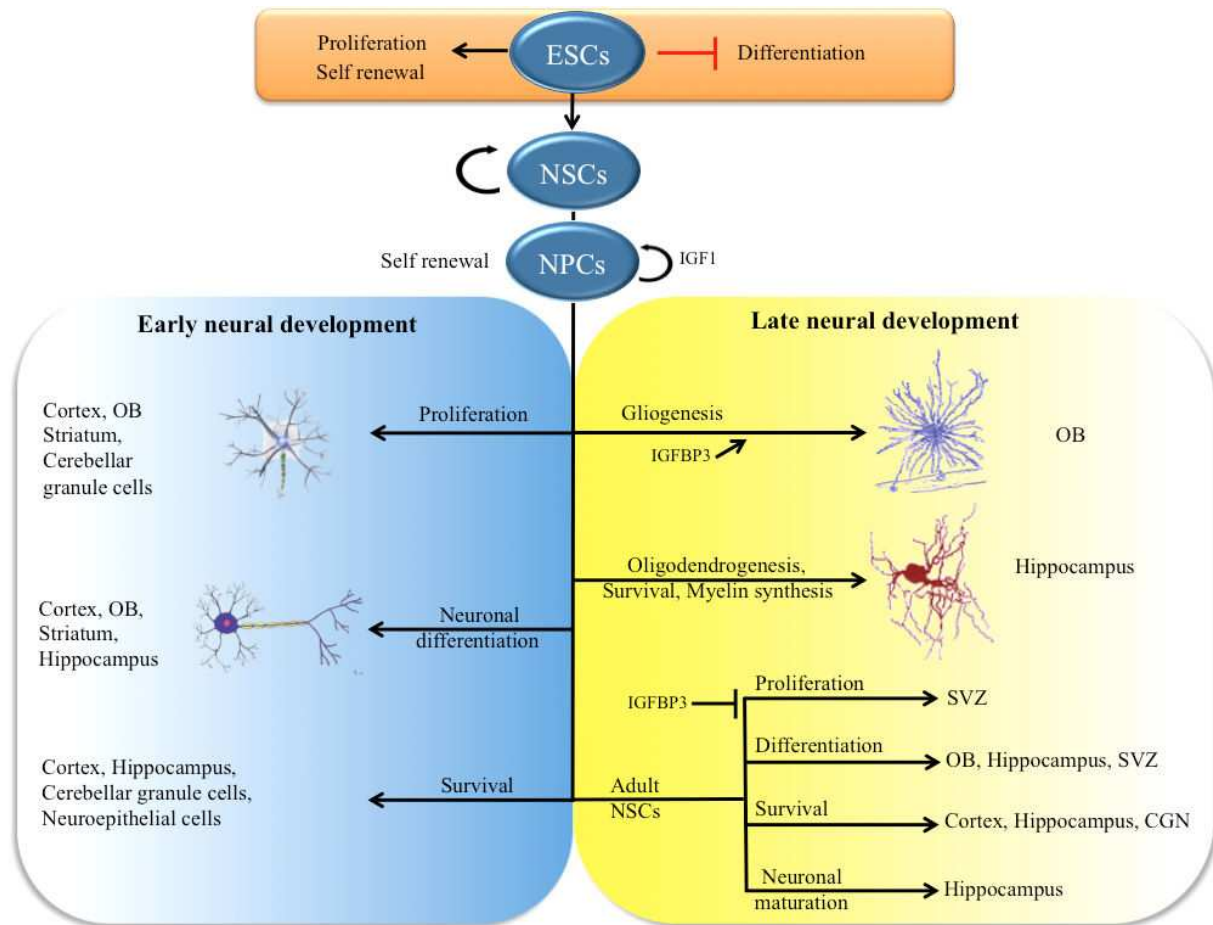 Proliferation
Self renewal
ESCs
Differentiation
NSCs
Self renewal
NPCs
IGF1
Early neural development
Cortex, OB
Striatum,
Cerebellar
granule cells
Proliferation
Cortex, OB,
Striatum,
Hippocampus
Neuronal
differentiation
Cortex, Hippocampus,
Cerebellar granule cells,
Neuroepithelial cells
Survival
Late neural development
Gliogenesis
IGFBP3
OB
Oligodendrogenesis,
Survival, Myelin synthesis
Hippocampus
IGFBP3
Adult
NSCs
Proliferation
SVZ
Differentiation
OB, Hippocampus, SVZ
Survival
Cortex, Hippocampus, CGN
Neuronal
maturation
Hippocampus